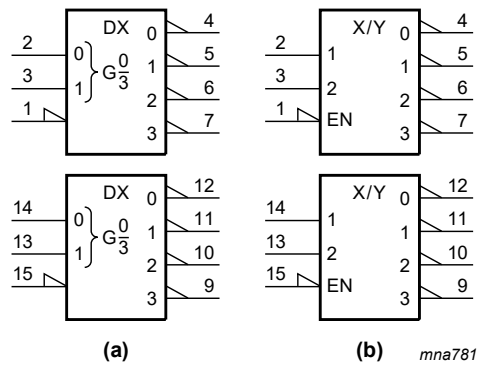 DX 0 4
2 0 1 5
3 1 } G 0/3 2 6
1 3 7
X/Y 0 4
2 1 1 5
3 2 2 6
1 EN 3 7
DX 0 12
14 0 1 11
13 1 } G 0/3 2 10
15 3 9
X/Y 0 12
14 1 1 11
13 2 2 10
15 EN 3 9
(a) (b) mna781